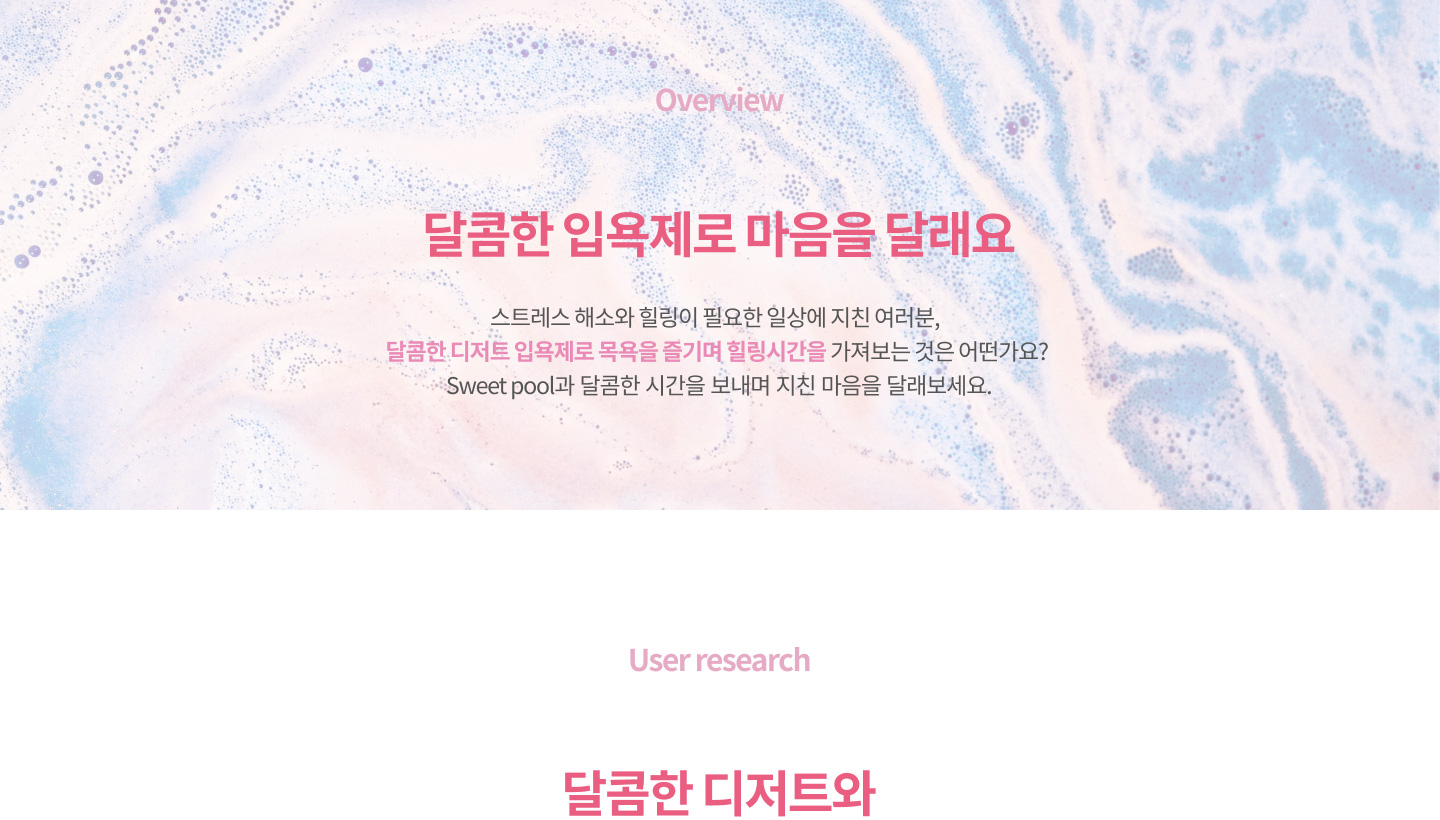 Overview
달콤한 입욕제로 마음을 달래요
스트레스 해소와 힐링이 필요한 일상에 지친 여러분,
달콤한 디저트 입욕제로 목욕을 즐기며 힐링시간을 가져보는 것은 어떤가요?
Sweet pool과 달콤한 시간을 보내며 지친 마음을 달래보세요.
User research
달콤한 디저트와